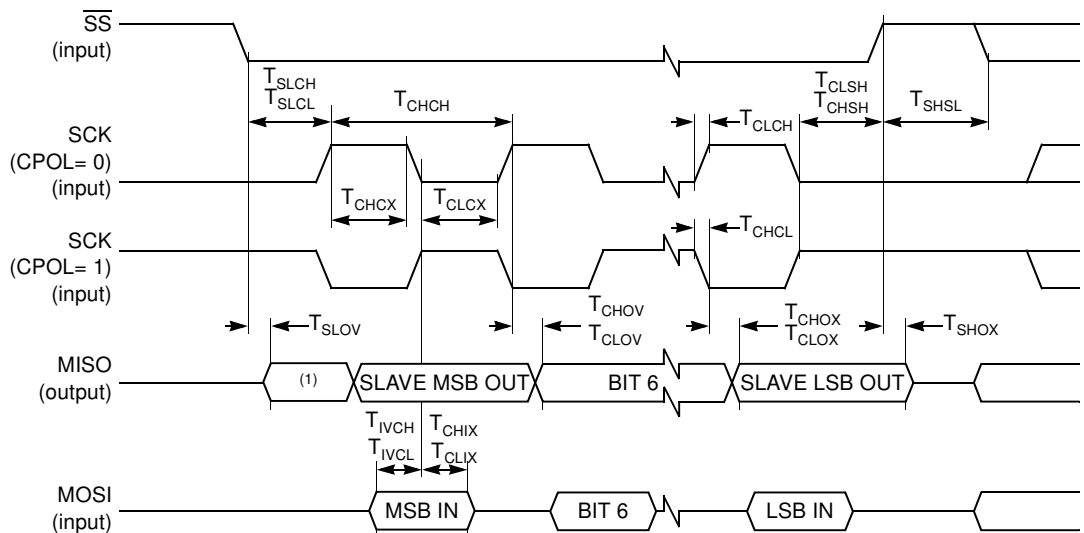 SS
(input)
TSLCH
TSLCL
TCHCH
TCLCH
TCLSH
TCHSH
TSHSL
SCK
(CPOL= 0)
(input)
TCHCX
TCLCX
SCK
(CPOL= 1)
(input)
TCHCL
TSLOV
TCHOV
TCLOV
TCHOX
TCLOX
TSHOX
MISO
(output)
(1)
SLAVE MSB OUT
BIT 6
SLAVE LSB OUT
TIVCH
TIVCL
TCHIX
TCLIX
MOSI
(input)
MSB IN
BIT 6
LSB IN